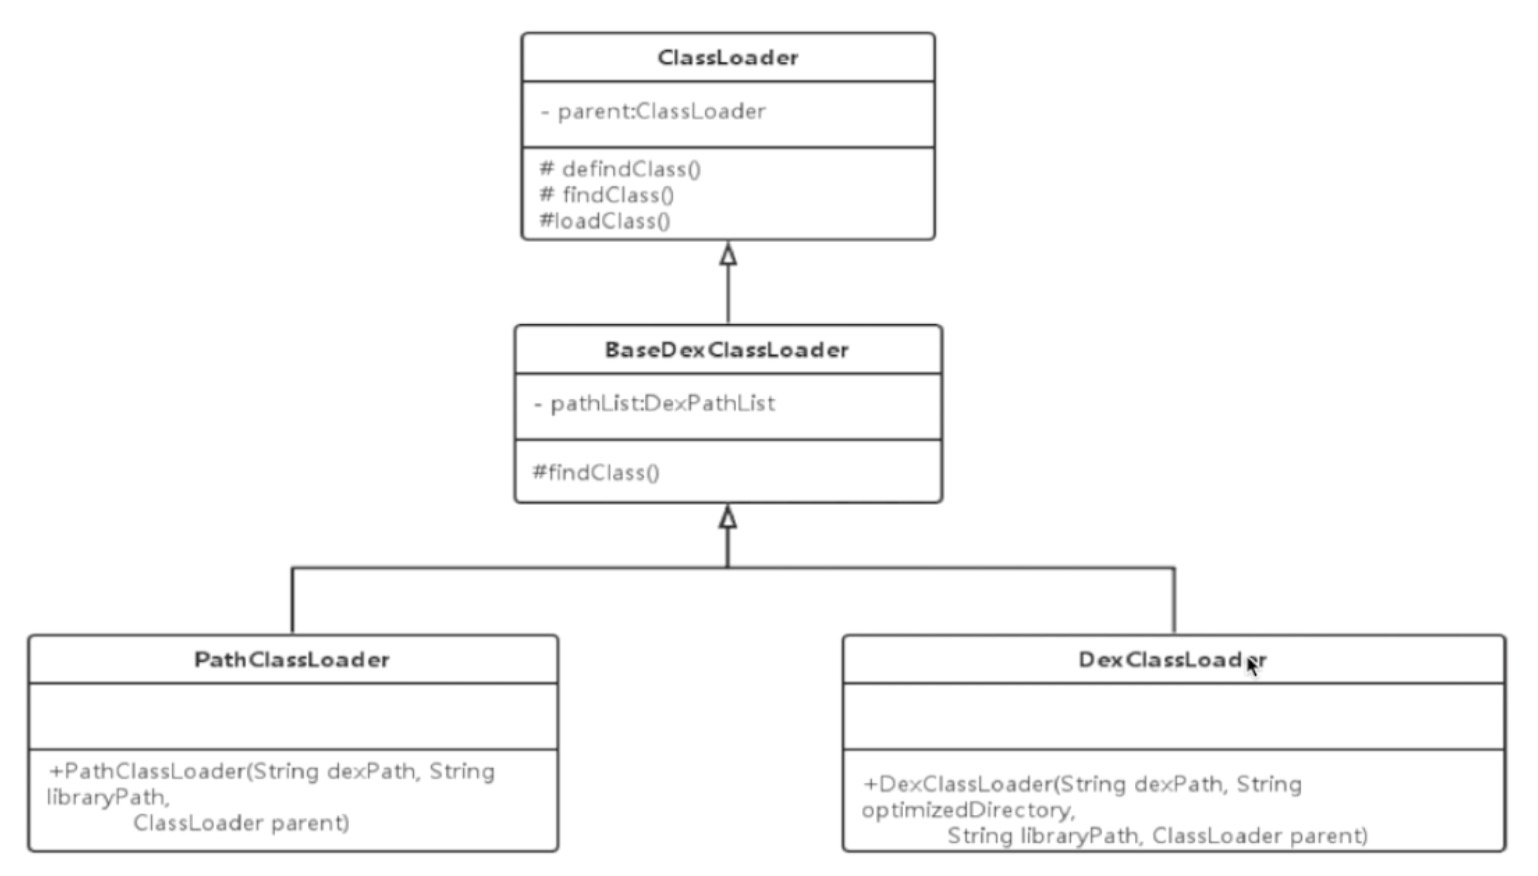 ClassLoader
- parent:ClassLoader
# defindClass()
# findClass()
#loadClass()
BaseDexClassLoader
- pathList:DexPathList
#findClass()
PathClassLoader
+PathClassLoader(String dexPath, String
libraryPath,
ClassLoader parent)
DexClassLoader
+DexClassLoader(String dexPath, String
optimizedDirectory,
String libraryPath, ClassLoader parent)